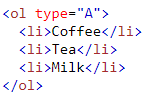 <ol type="A">
  <li>Coffee</li>
  <li>Tea</li>
  <li>Milk</li>
</ol>